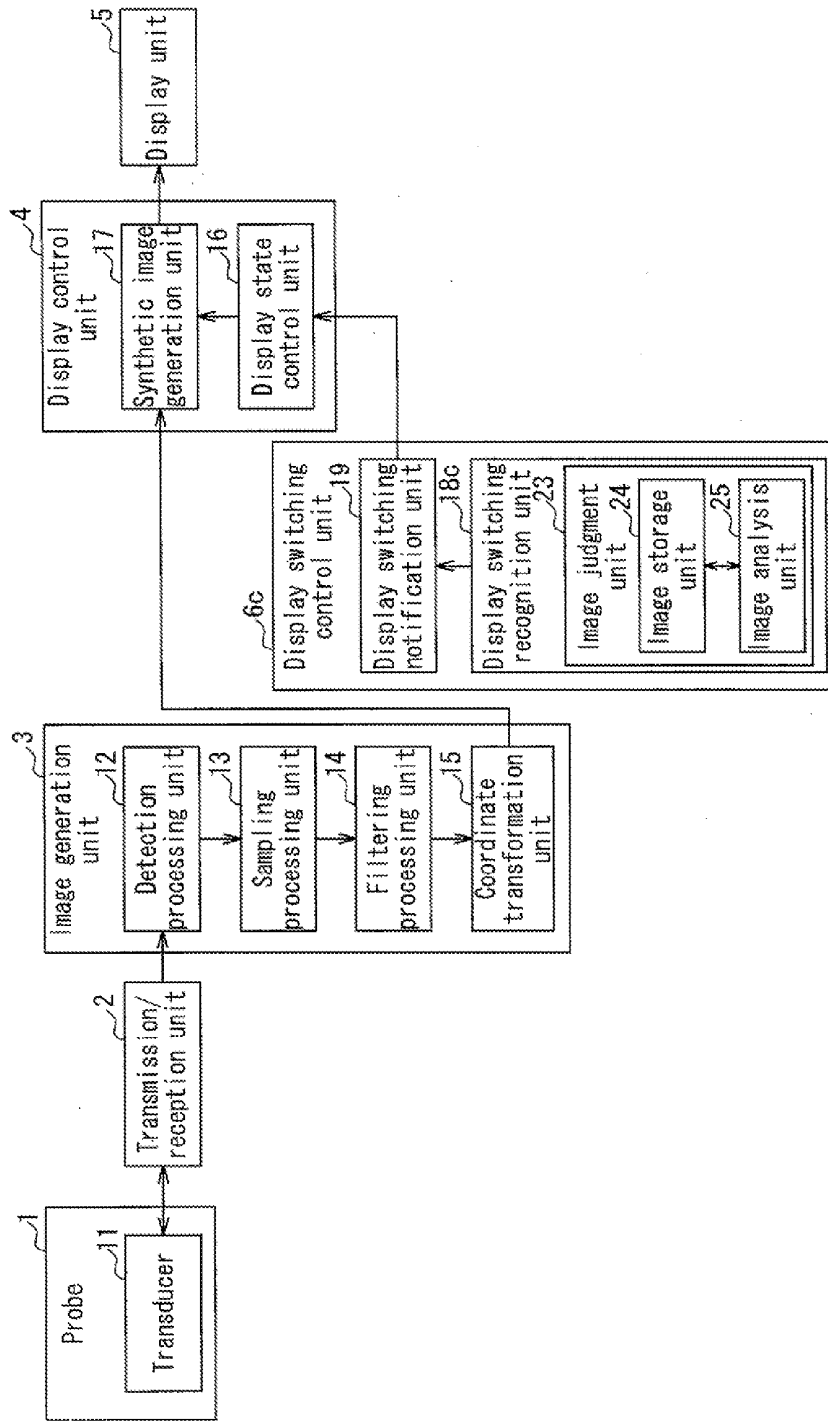 1
Probe
11
Transducer
2
Transmission/
reception unit
3
Image generation
unit
12
Detection
processing unit
13
Sampling
processing unit
14
Filtering
processing unit
15
Coordinate
transformation
unit
6c
Display switching
control unit
19
Display switching
notification unit
18c
Display switching
recognition unit
23
Image judgment
unit
24
Image storage
unit
25
Image analysis
unit
4
Display control
unit
17
Synthetic image
generation unit
16
Display state
control unit
5
Display unit